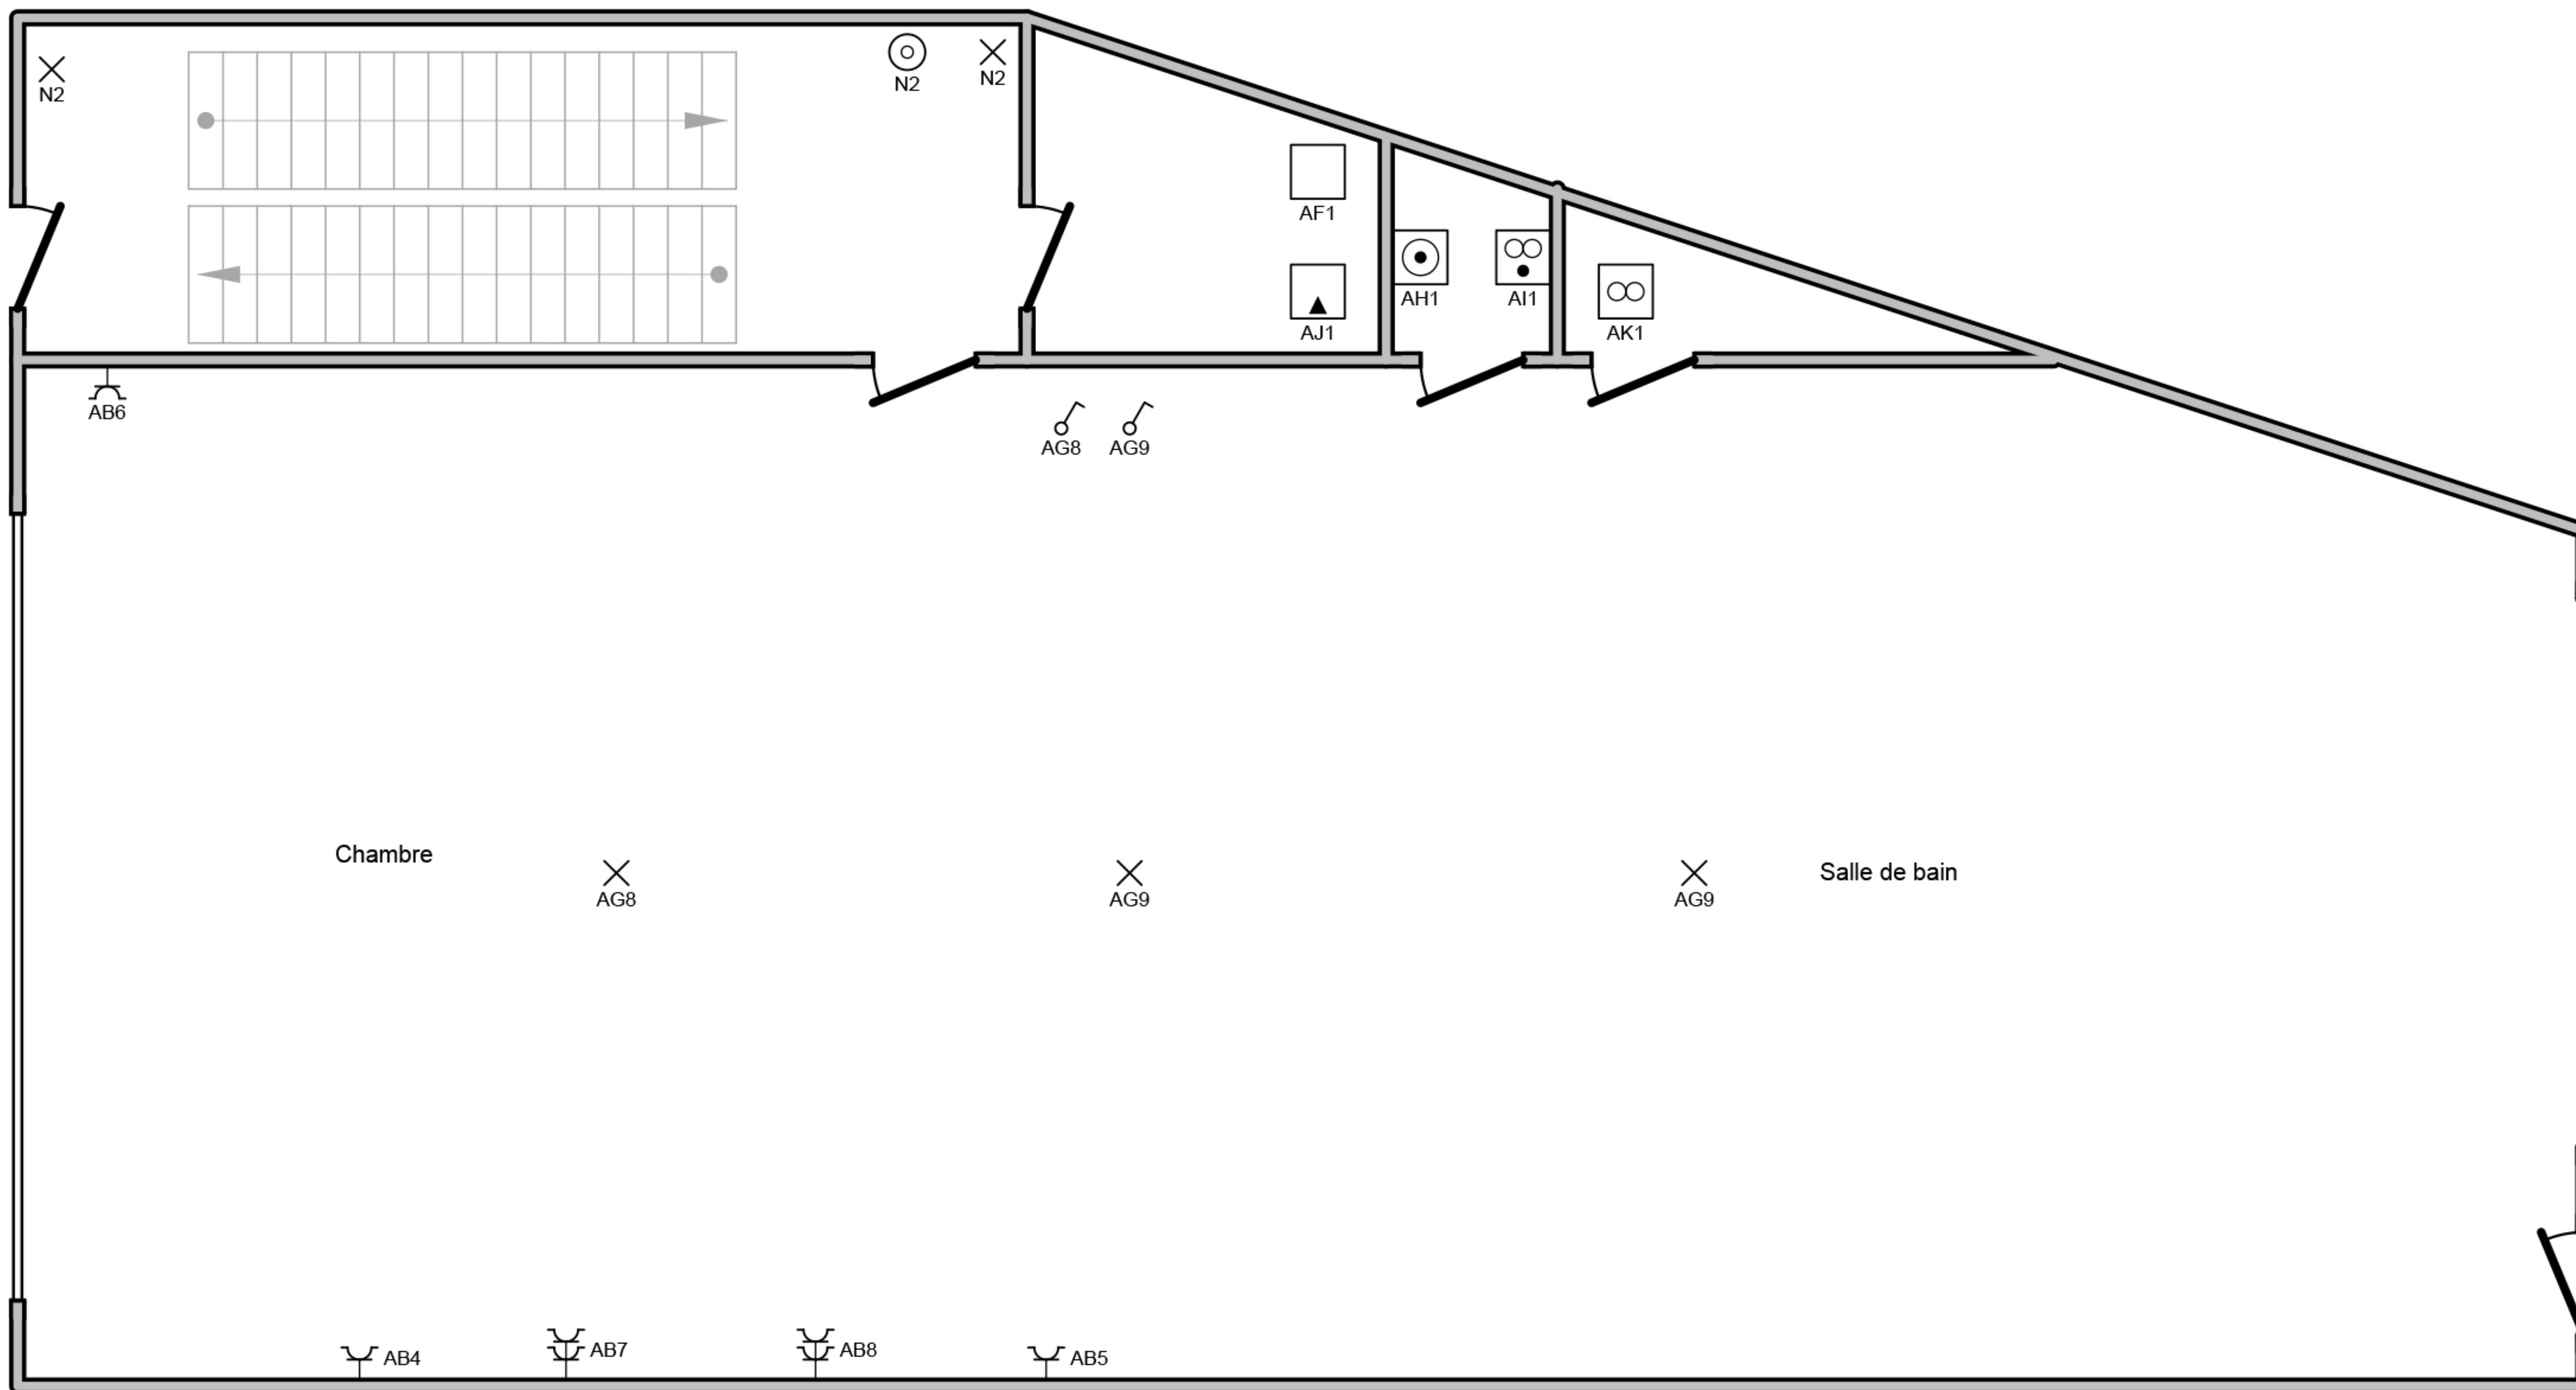 N2
N2
N2
AF1
AH1
AI1
AJ1
AK1
AB6
AG8
AG9
Chambre
Salle de bain
AG8
AG9
AG9
AB4
AB7
AB8
AB5